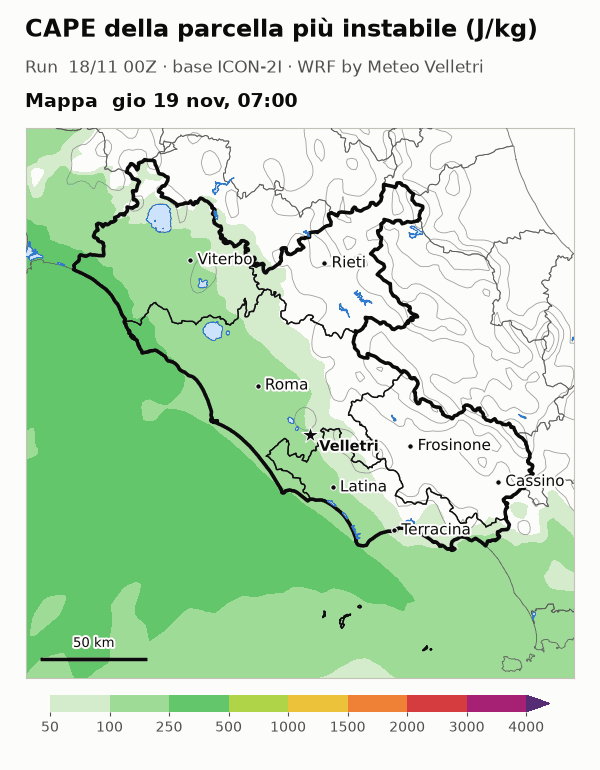 CAPE della parcella più instabile (J/kg)
Run  18/11 00Z · base ICON-2I · WRF by Meteo Velletri
Mappa  gio 19 nov, 07:00
Viterbo
Rieti
Roma
Velletri
Frosinone
Cassino
Latina
Terracina
50 km
50 100 250 500 1000 1500 2000 3000 4000